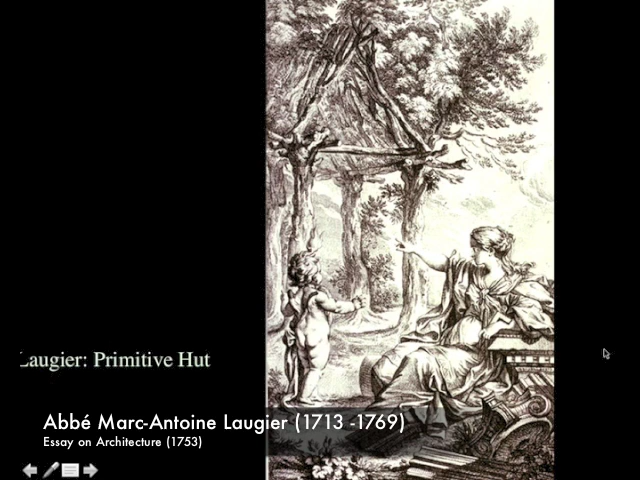 Laugier: Primitive Hut
Abbé Marc-Antoine Laugier (1713 -1769)
Essay on Architecture (1753)